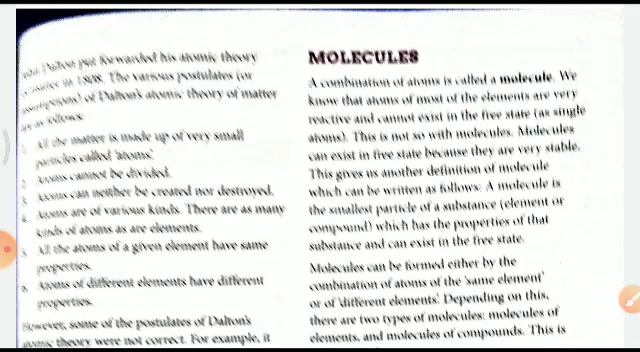 Dalton put forwarded his atomic theory
in 1808. The various postulates (or
of Dalton's atomic theory of matter
are as follows:
1. All the matter is made up of very small
particles called 'atoms'.
2. Atoms cannot be divided.
3. Atoms can neither be created nor destroyed.
4. Atoms are of various kinds. There are as many
kinds of atoms as are elements.
5. All the atoms of a given element have same
properties.
6. Atoms of different elements have different
properties.
However, some of the postulates of Dalton's
atomic theory were not correct. For example, it
MOLECULES
A combination of atoms is called a molecule. We
know that atoms of most of the elements are very
reactive and cannot exist in the free state (as single
atoms). This is not so with molecules. Molecules
can exist in free state because they are very stable.
This gives us another definition of molecule
which can be written as follows: A molecule is
the smallest particle of a substance (element or
compound) which has the properties of that
substance and can exist in the free state.
Molecules can be formed either by the
combination of atoms of the 'same element'
or of 'different elements'. Depending on this,
there are two types of molecules: molecules of
elements, and molecules of compounds. This is